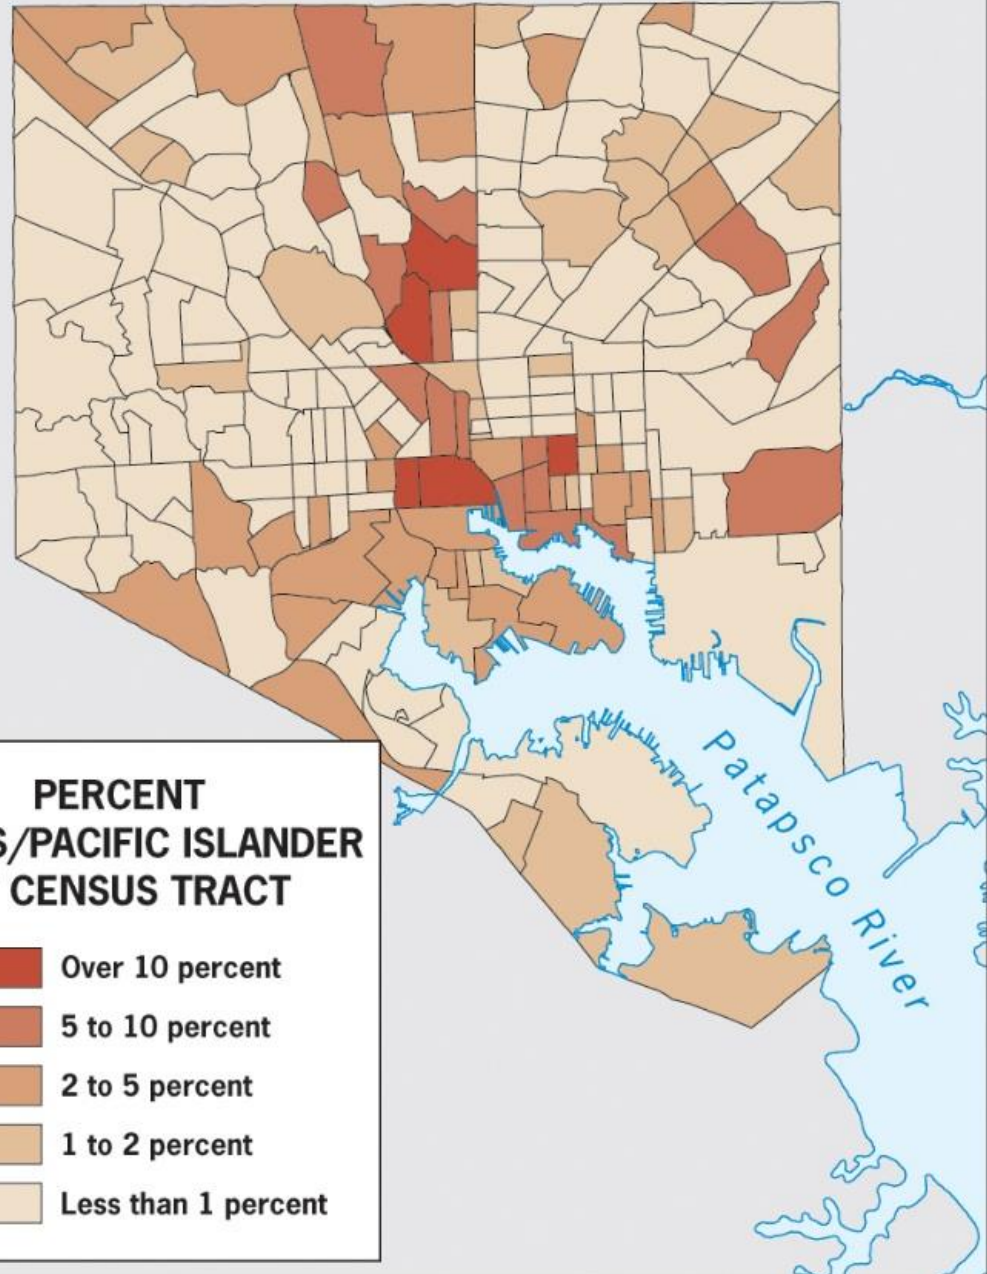 Patapsco River
PERCENT
S/PACIFIC ISLANDER
CENSUS TRACT
Over 10 percent
5 to 10 percent
2 to 5 percent
1 to 2 percent
Less than 1 percent